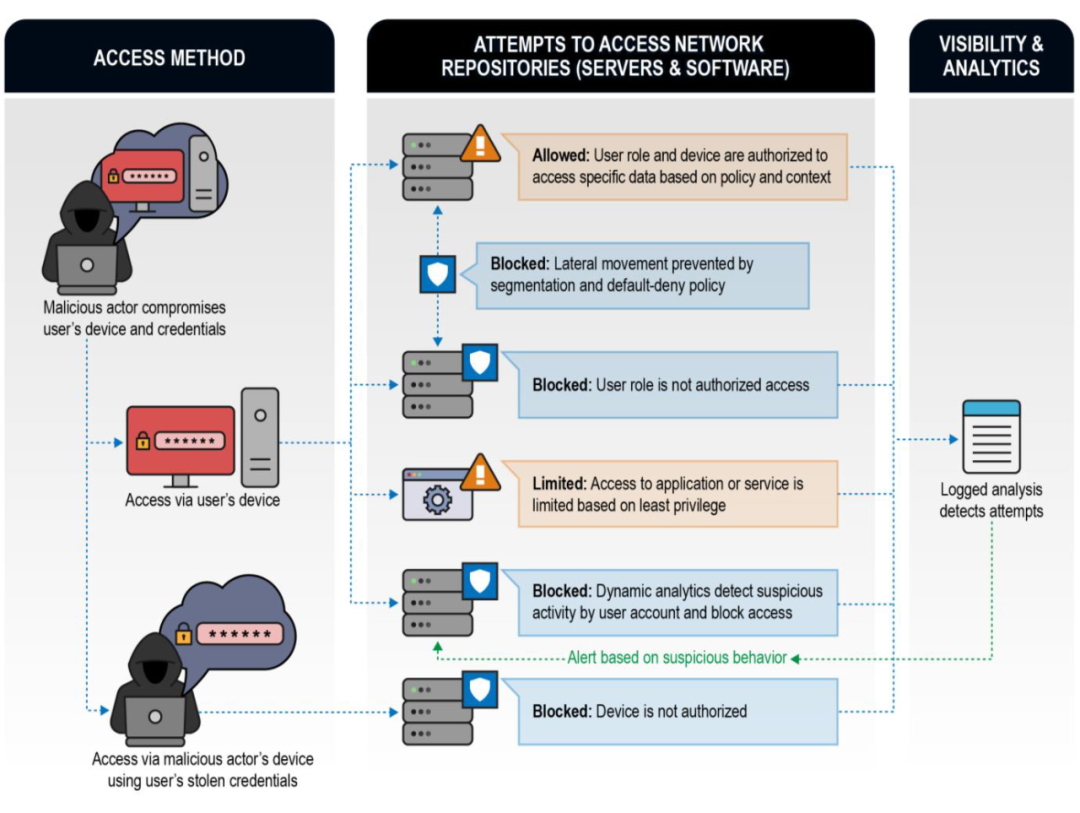 ACCESS METHOD
ATTEMPTS TO ACCESS NETWORK
REPOSITORIES (SERVERS & SOFTWARE)
VISIBILITY &
ANALYTICS
******
Malicious actor compromises
user's device and credentials
******
Access via user's device
******
Access via malicious actor's device
using user's stolen credentials
Allowed: User role and device are authorized to
access specific data based on policy and context
Blocked: Lateral movement prevented by
segmentation and default-deny policy
Blocked: User role is not authorized access
Limited: Access to application or service is
limited based on least privilege
Blocked: Dynamic analytics detect suspicious
activity by user account and block access
Alert based on suspicious behavior
Blocked: Device is not authorized
Logged analysis
detects attempts